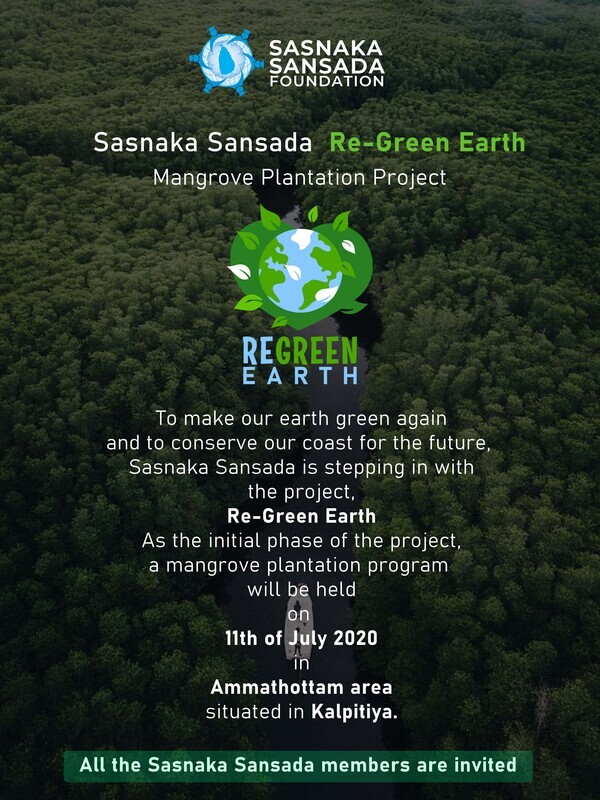 SASNAKA
SANSADA
FOUNDATION
Sasnaka Sansada Re-Green Earth
Mangrove Plantation Project
REGREEN
EARTH
To make our earth green again
and to conserve our coast for the future,
Sasnaka Sansada is stepping in with
the project,
Re-Green Earth
As the initial phase of the project,
a mangrove plantation program
will be held
on
11th of July 2020
in
Ammathottam area
situated in Kalpitiya.
All the Sasnaka Sansada members are invited